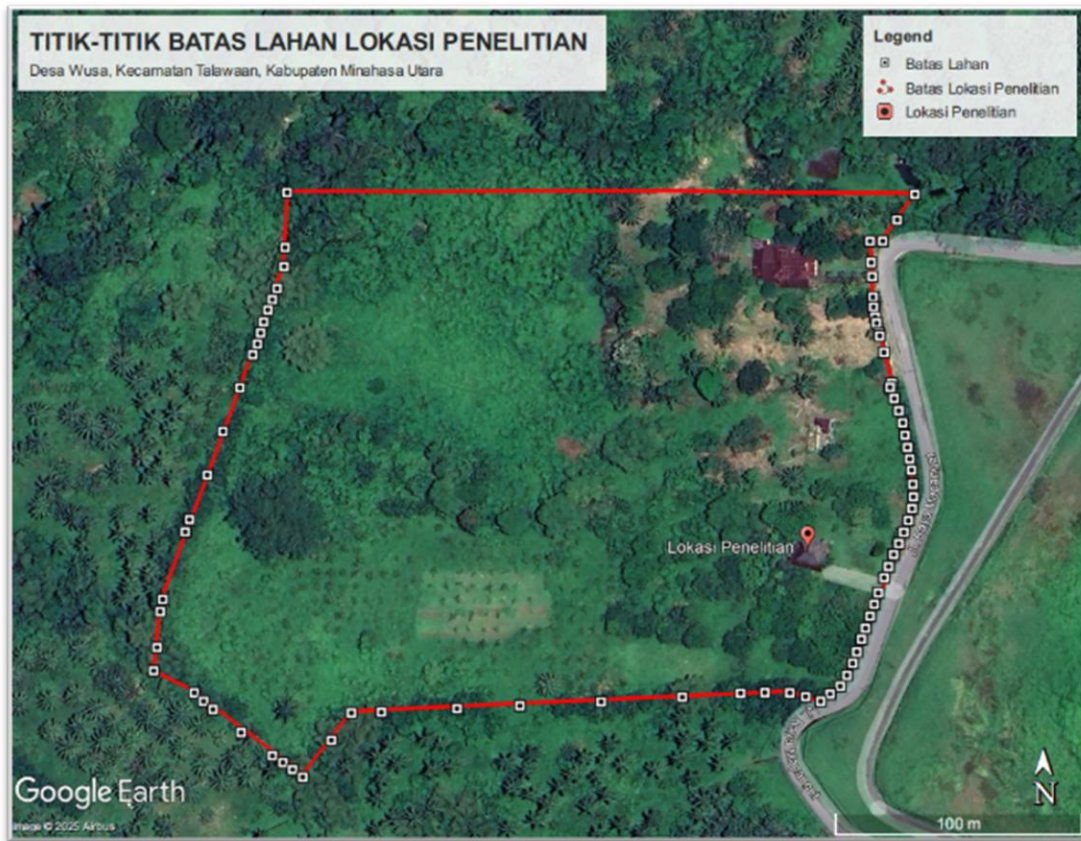 TITIK-TITIK BATAS LAHAN LOKASI PENELITIAN
Desa Wusa, Kecamatan Talawaan, Kabupaten Minahasa Utara
Legend
Batas Lahan
Batas Lokasi Penelitian
Lokasi Penelitian
Lokasi Penelitian
Google Earth
Image © 2025 Airbus
N
100 m